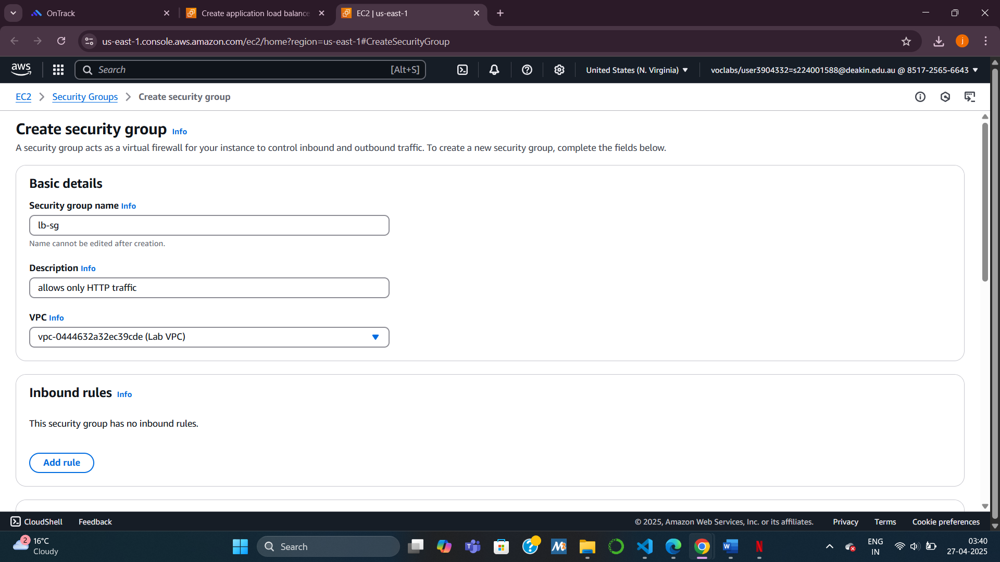 OnTrack
Create application load balance
EC2 | us-east-1
us-east-1.console.aws.amazon.com/ec2/home?region=us-east-1#CreateSecurityGroup
j
aws
Search
[Alt+S]
United States (N. Virginia)
voclabs/user3904332=s224001588@deakin.edu.au @ 8517-2565-6643
EC2
Security Groups
Create security group
Create security group Info
A security group acts as a virtual firewall for your instance to control inbound and outbound traffic. To create a new security group, complete the fields below.
Basic details
Security group name Info
lb-sg
Name cannot be edited after creation.
Description Info
allows only HTTP traffic
VPC Info
vpc-0444632a32ec39cde (Lab VPC)
Inbound rules Info
This security group has no inbound rules.
Add rule
CloudShell
Feedback
© 2025, Amazon Web Services, Inc. or its affiliates.
Privacy
Terms
Cookie preferences
2
16°C
Cloudy
Search
ENG
IN
03:40
27-04-2025